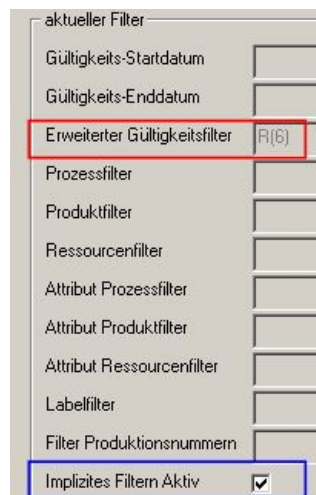 aktueller Filter
Gültigkeits-Startdatum
Gültigkeits-Enddatum
Erweiterter Gültigkeitsfilter R(6)
Prozessfilter
Produktfilter
Ressourcenfilter
Attribut Prozessfilter
Attribut Produktfilter
Attribut Ressourcenfilter
Labelfilter
Filter Produktionsnummern
Implizites Filtern Aktiv